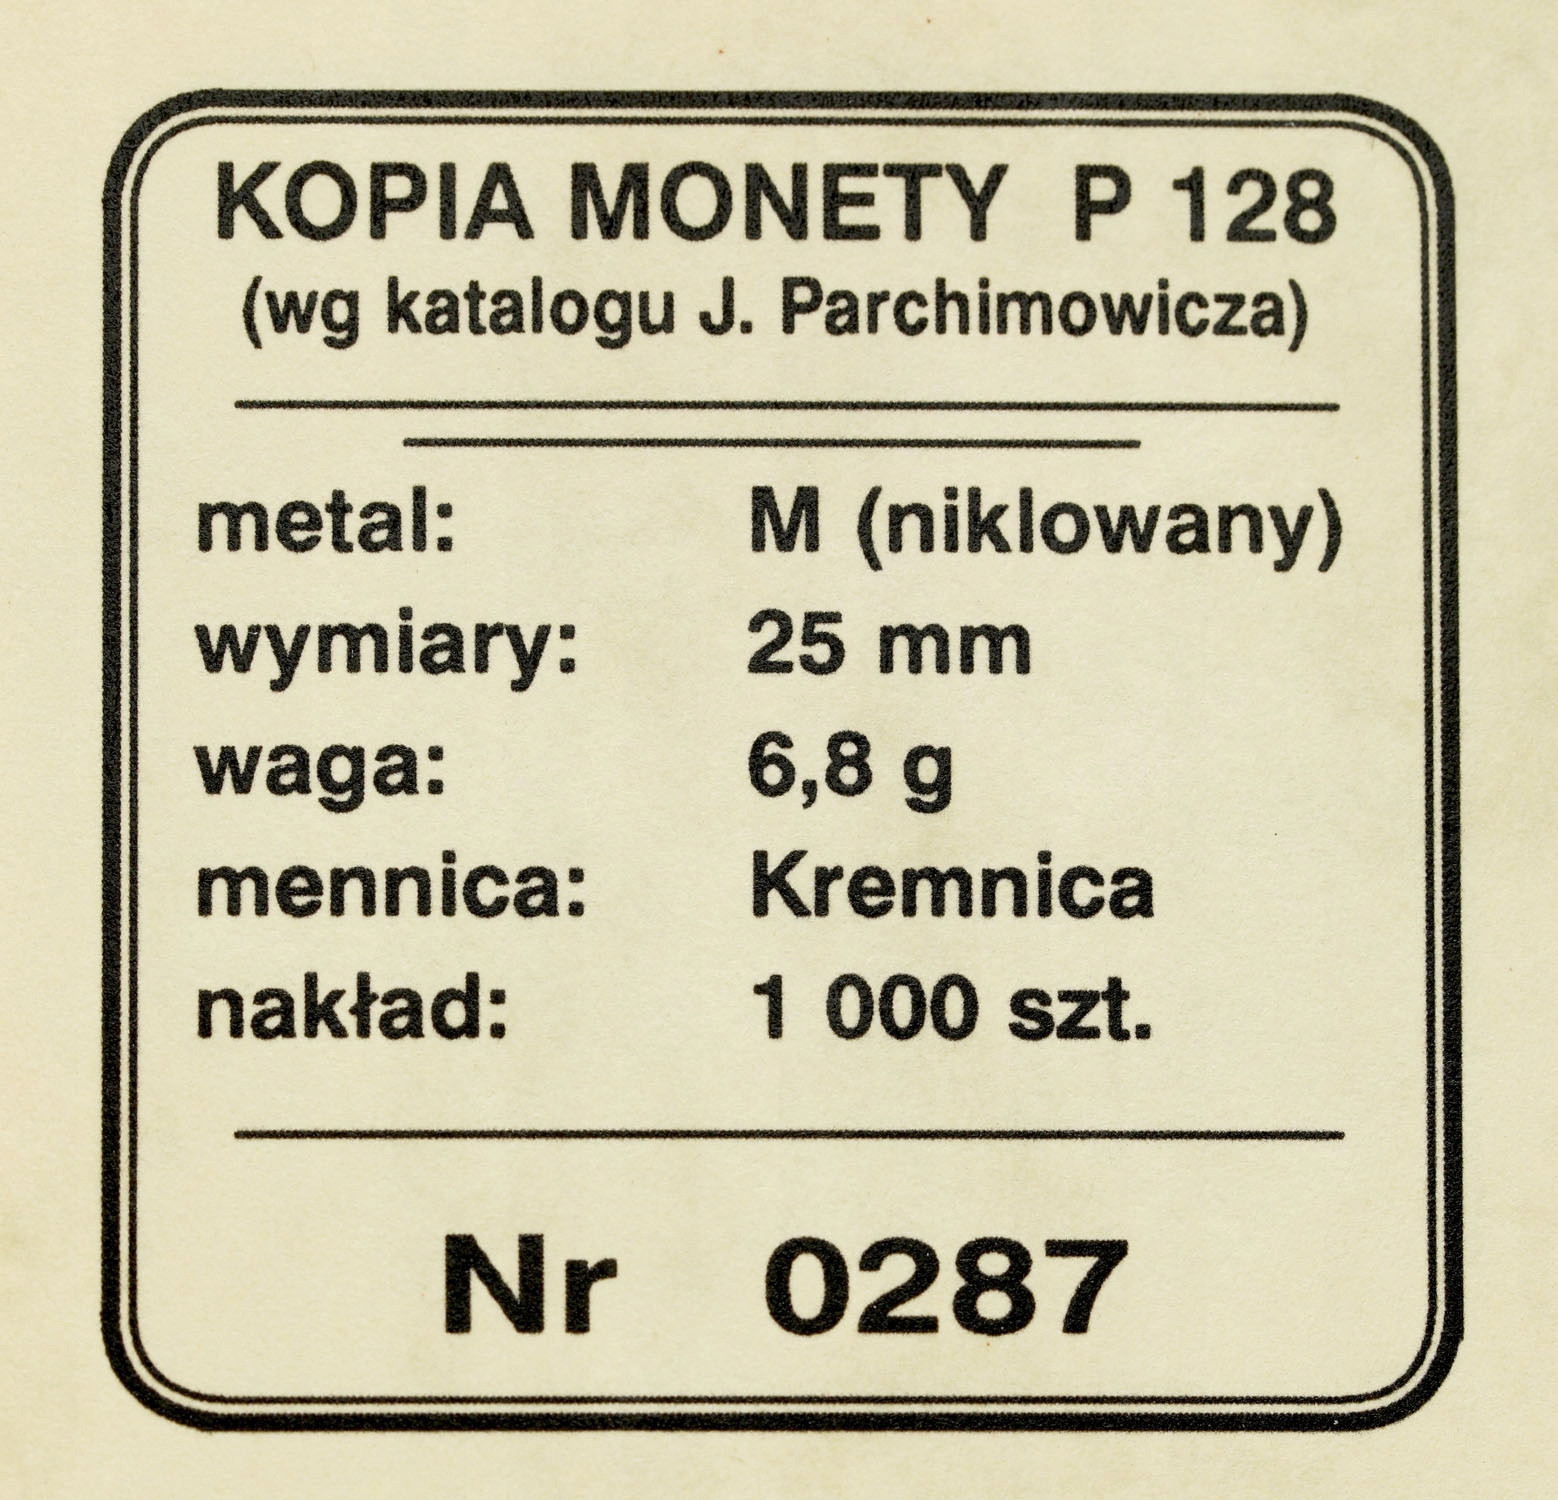 KOPIA MONETY P 128
(wg katalogu J. Parchimowicza)
metal: M (niklowany)
wymiary: 25 mm
waga: 6,8 g
mennica: Kremnica
nakład: 1 000 szt.
Nr 0287